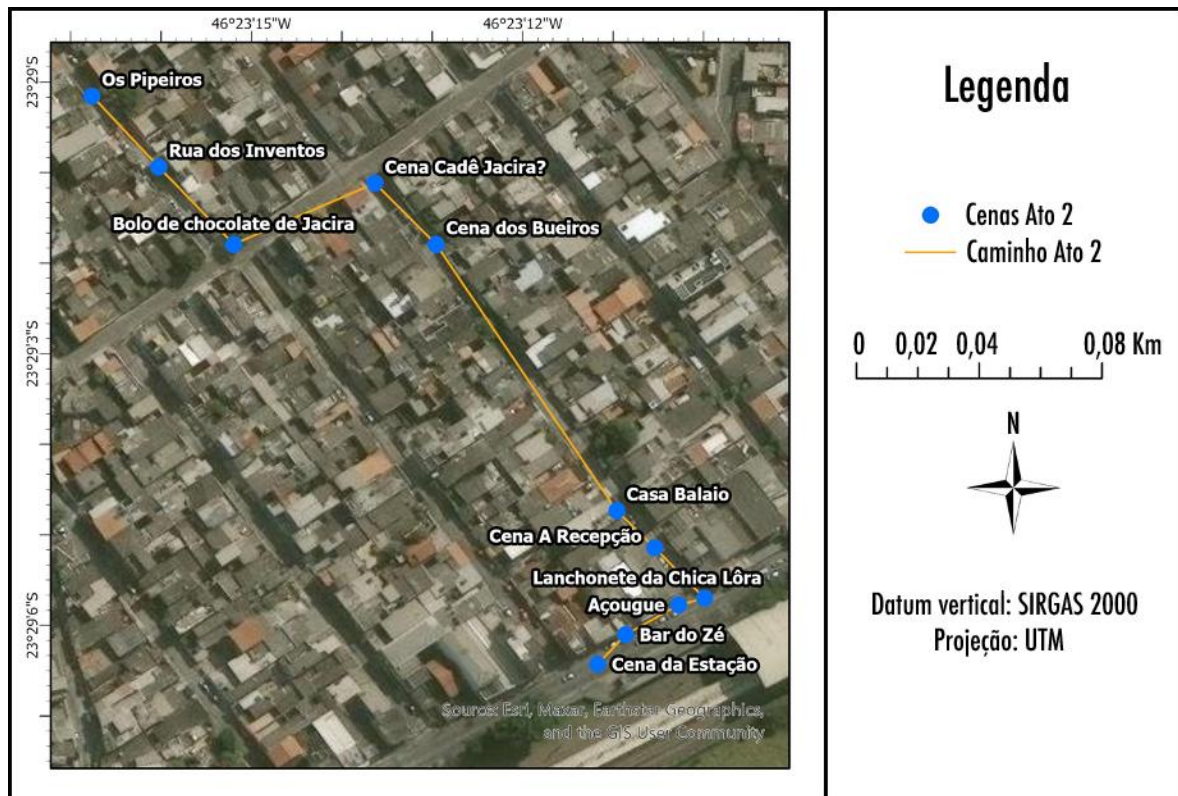 46°23'15"W
46°23'12"W
23°29'S
23°29'3"S
23°29'6"S
Os Pipeiros
Rua dos Inventos
Cena Cadê Jacira?
Bolo de chocolate de Jacira
Cena dos Bueiros
Casa Balaio
Cena A Recepção
Lanchonete da Chica Lôra
Açougue
Bar do Zé
Cena da Estação
Source: Esri, Maxar, Earthstar Geographics,
and the GIS User Community
Legenda
Cenas Ato 2
Caminho Ato 2
0 0,02 0,04 0,08 Km
N
Datum vertical: SIRGAS 2000
Projeção: UTM